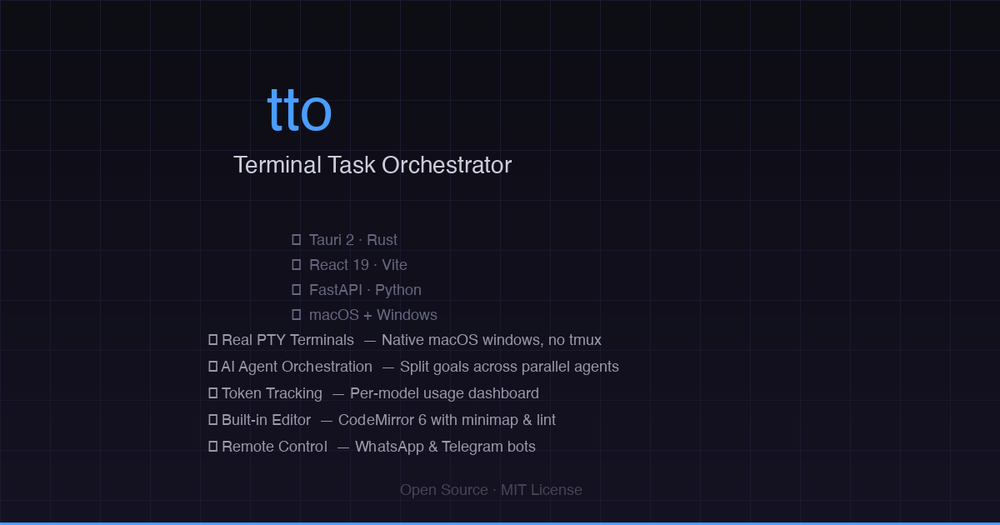 tto
Terminal Task Orchestrator
Tauri 2 · Rust
React 19 · Vite
FastAPI · Python
macOS + Windows
Real PTY Terminals — Native macOS windows, no tmux
AI Agent Orchestration — Split goals across parallel agents
Token Tracking — Per-model usage dashboard
Built-in Editor — CodeMirror 6 with minimap & lint
Remote Control — WhatsApp & Telegram bots
Open Source · MIT License